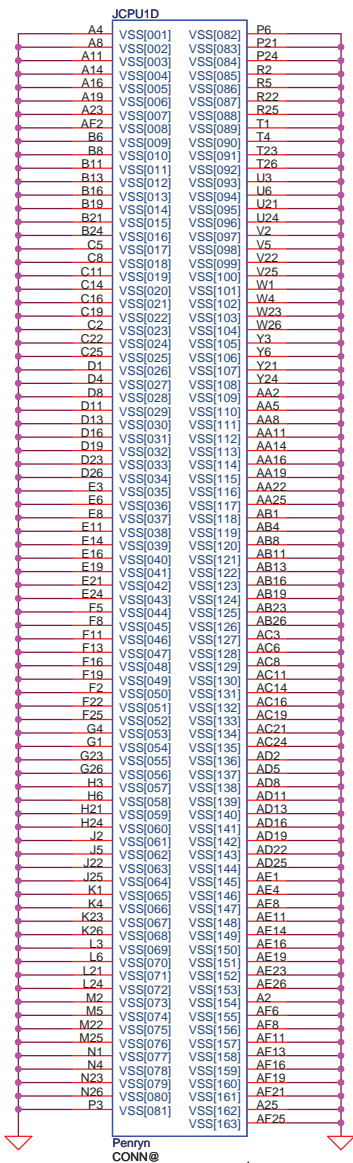 JCPU1D
A4 VSS[001] VSS[082] P6
A8 VSS[002] VSS[083] P21
A11 VSS[003] VSS[084] P24
A14 VSS[004] VSS[085] R2
A16 VSS[005] VSS[086] R5
A19 VSS[006] VSS[087] R22
A23 VSS[007] VSS[088] R25
AF2 VSS[008] VSS[089] T1
B6 VSS[009] VSS[090] T4
B8 VSS[010] VSS[091] T23
B11 VSS[011] VSS[092] T26
B13 VSS[012] VSS[093] U3
B16 VSS[013] VSS[094] U6
B19 VSS[014] VSS[095] U21
B21 VSS[015] VSS[096] U24
B24 VSS[016] VSS[097] V2
C5 VSS[017] VSS[098] V5
C8 VSS[018] VSS[099] V22
C11 VSS[019] VSS[100] V25
C14 VSS[020] VSS[101] W1
C16 VSS[021] VSS[102] W4
C19 VSS[022] VSS[103] W23
C2 VSS[023] VSS[104] W26
C22 VSS[024] VSS[105] Y3
C25 VSS[025] VSS[106] Y6
D1 VSS[026] VSS[107] Y21
D4 VSS[027] VSS[108] Y24
D8 VSS[028] VSS[109] AA2
D11 VSS[029] VSS[110] AA5
D13 VSS[030] VSS[111] AA8
D16 VSS[031] VSS[112] AA11
D19 VSS[032] VSS[113] AA14
D23 VSS[033] VSS[114] AA16
D26 VSS[034] VSS[115] AA19
E3 VSS[035] VSS[116] AA22
E6 VSS[036] VSS[117] AA25
E8 VSS[037] VSS[118] AB1
E11 VSS[038] VSS[119] AB4
E14 VSS[039] VSS[120] AB8
E16 VSS[040] VSS[121] AB11
E19 VSS[041] VSS[122] AB13
E21 VSS[042] VSS[123] AB16
E24 VSS[043] VSS[124] AB19
F5 VSS[044] VSS[125] AB23
F8 VSS[045] VSS[126] AB26
F11 VSS[046] VSS[127] AC3
F13 VSS[047] VSS[128] AC6
F16 VSS[048] VSS[129] AC8
F19 VSS[049] VSS[130] AC11
F2 VSS[050] VSS[131] AC14
F22 VSS[051] VSS[132] AC16
F25 VSS[052] VSS[133] AC19
G4 VSS[053] VSS[134] AC21
G1 VSS[054] VSS[135] AC24
G23 VSS[055] VSS[136] AD2
G26 VSS[056] VSS[137] AD5
H3 VSS[057] VSS[138] AD8
H6 VSS[058] VSS[139] AD11
H21 VSS[059] VSS[140] AD13
H24 VSS[060] VSS[141] AD16
J2 VSS[061] VSS[142] AD19
J5 VSS[062] VSS[143] AD22
J22 VSS[063] VSS[144] AD25
J25 VSS[064] VSS[145] AE1
K1 VSS[065] VSS[146] AE4
K4 VSS[066] VSS[147] AE8
K23 VSS[067] VSS[148] AE11
K26 VSS[068] VSS[149] AE14
L3 VSS[069] VSS[150] AE16
L6 VSS[070] VSS[151] AE19
L21 VSS[071] VSS[152] AE23
L24 VSS[072] VSS[153] AE26
M2 VSS[073] VSS[154] A2
M5 VSS[074] VSS[155] AF6
M22 VSS[075] VSS[156] AF8
M25 VSS[076] VSS[157] AF11
N1 VSS[077] VSS[158] AF13
N4 VSS[078] VSS[159] AF16
N23 VSS[079] VSS[160] AF19
N26 VSS[080] VSS[161] AF21
P3 VSS[081] VSS[162] A25
VSS[163] AF25
Penryn
CONN@
.